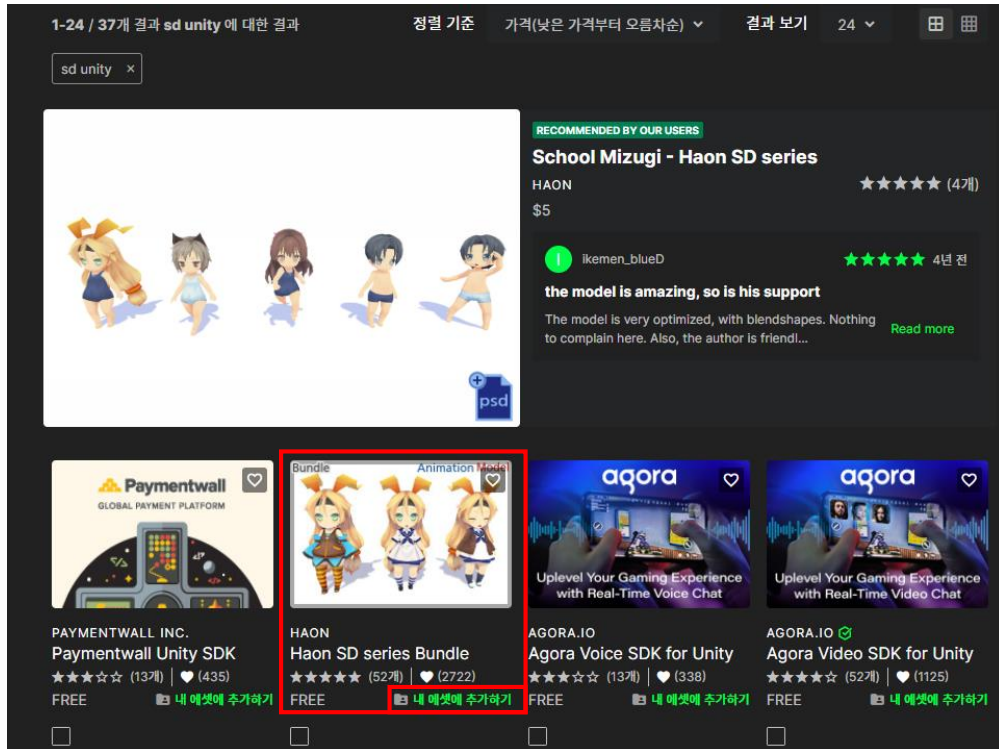 1-24 / 37개 결과 sd unity 에 대한 결과
정렬 기준
가격(낮은 가격부터 오름차순)
결과 보기
24
sd unity ×
RECOMMENDED BY OUR USERS
School Mizugi - Haon SD series
HAON
(4개)
$5
I
ikemen_blueD
4년 전
the model is amazing, so is his support
The model is very optimized, with blendshapes. Nothing
to complain here. Also, the author is friendl...
Read more
psd
Paymentwall
GLOBAL PAYMENT PLATFORM
PAYMENTWALL INC.
Paymentwall Unity SDK
(13개) (435)
FREE
내 에셋에 추가하기
Bundle
Animation Model
HAON
Haon SD series Bundle
(52개) (2722)
FREE
내 에셋에 추가하기
agora
Uplevel Your Gaming Experience
with Real-Time Voice Chat
AGORA.IO
Agora Voice SDK for Unity
(13개) (338)
FREE
내 에셋에 추가하기
agora
Uplevel Your Gaming Experience
with Real-Time Video Chat
AGORA.IO
Agora Video SDK for Unity
(52개) (1125)
FREE
내 에셋에 추가하기